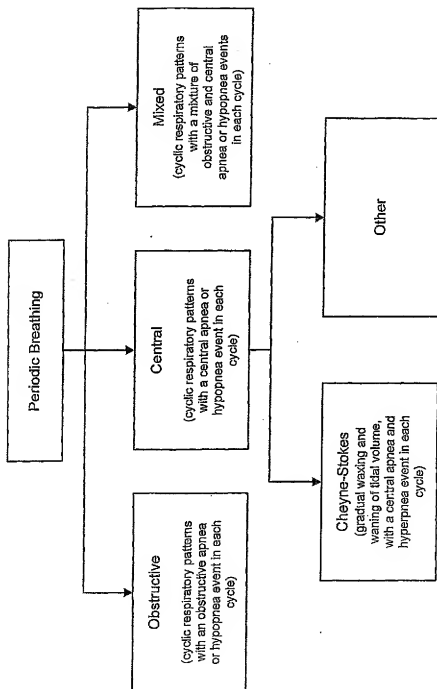 Periodic Breathing
Obstructive
(cyclic respiratory patterns
with an obstructive apnea
or hypopnea event in each
cycle)
Central
(cyclic respiratory patterns
with a central apnea or
hypopnea event in each
cycle)
Mixed
(cyclic respiratory patterns
with a mixture of
obstructive and central
apnea or hypopnea events
in each cycle)
Cheyne-Stokes
(gradual waxing and
waning of tidal volume,
with a central apnea and
hyperpnea event in each
cycle)
Other